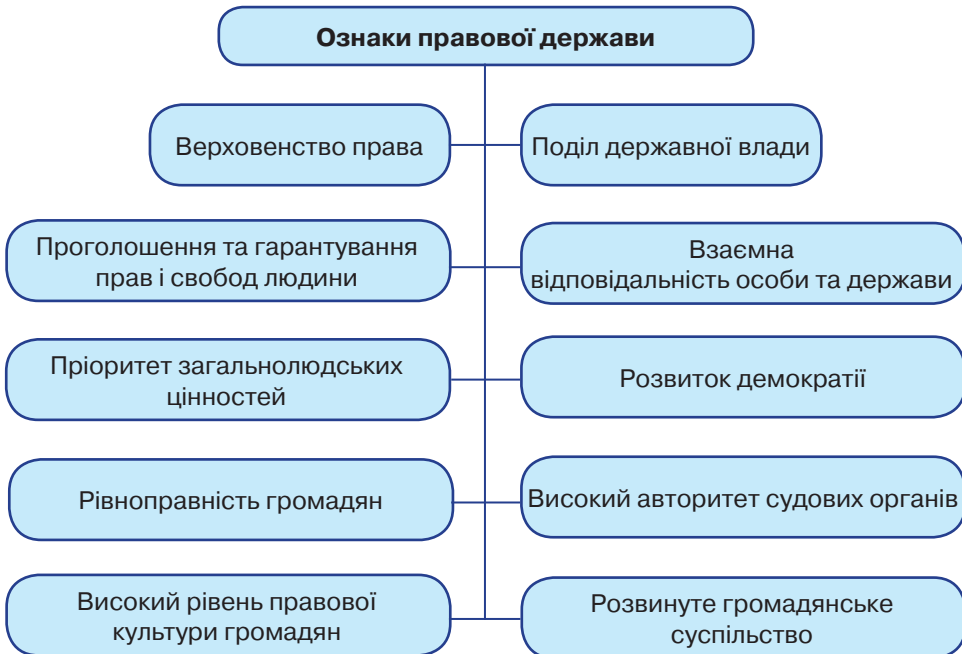 Ознаки правової держави
Верховенство права
Поділ державної влади
Проголошення та гарантування
прав і свобод людини
Взаємна
відповідальність особи та держави
Пріоритет загальнолюдських
цінностей
Розвиток демократії
Рівноправність громадян
Високий авторитет судових органів
Високий рівень правової
культури громадян
Розвинуте громадянське
суспільство